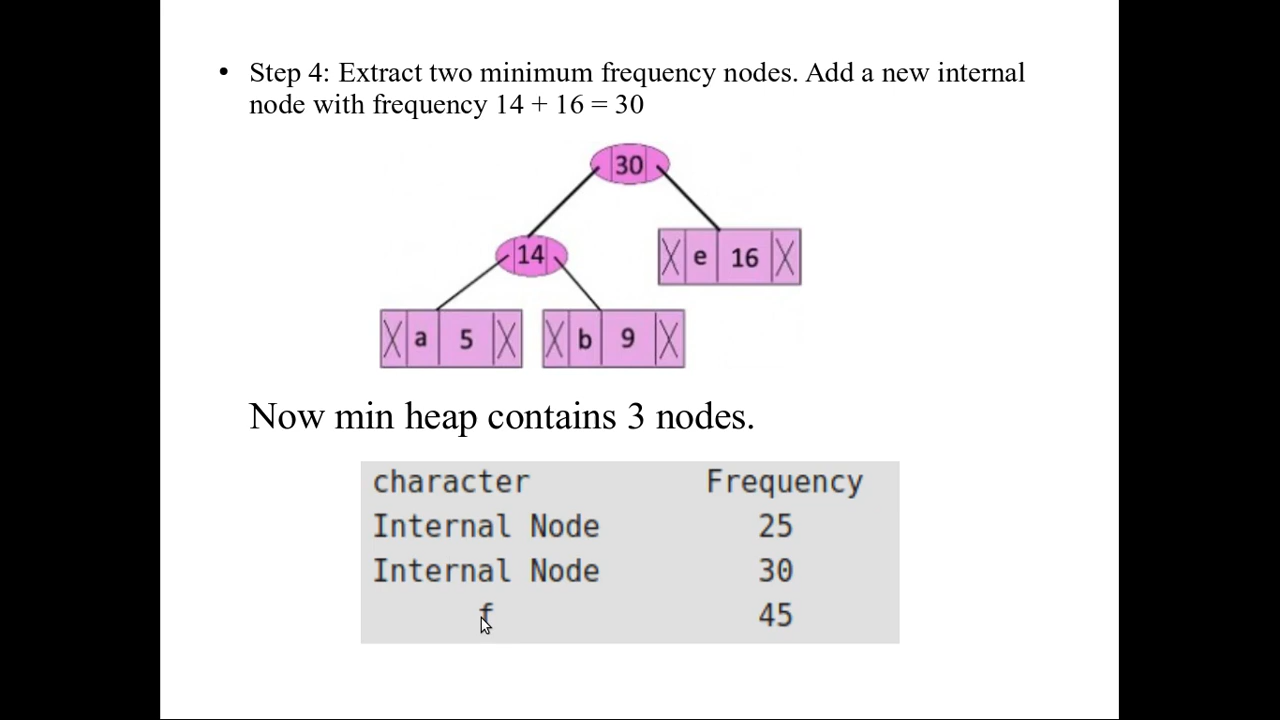 • Step 4: Extract two minimum frequency nodes. Add a new internal
node with frequency 14 + 16 = 30
30
14
e 16
a 5
b 9
Now min heap contains 3 nodes.
character Frequency
Internal Node 25
Internal Node 30
f 45